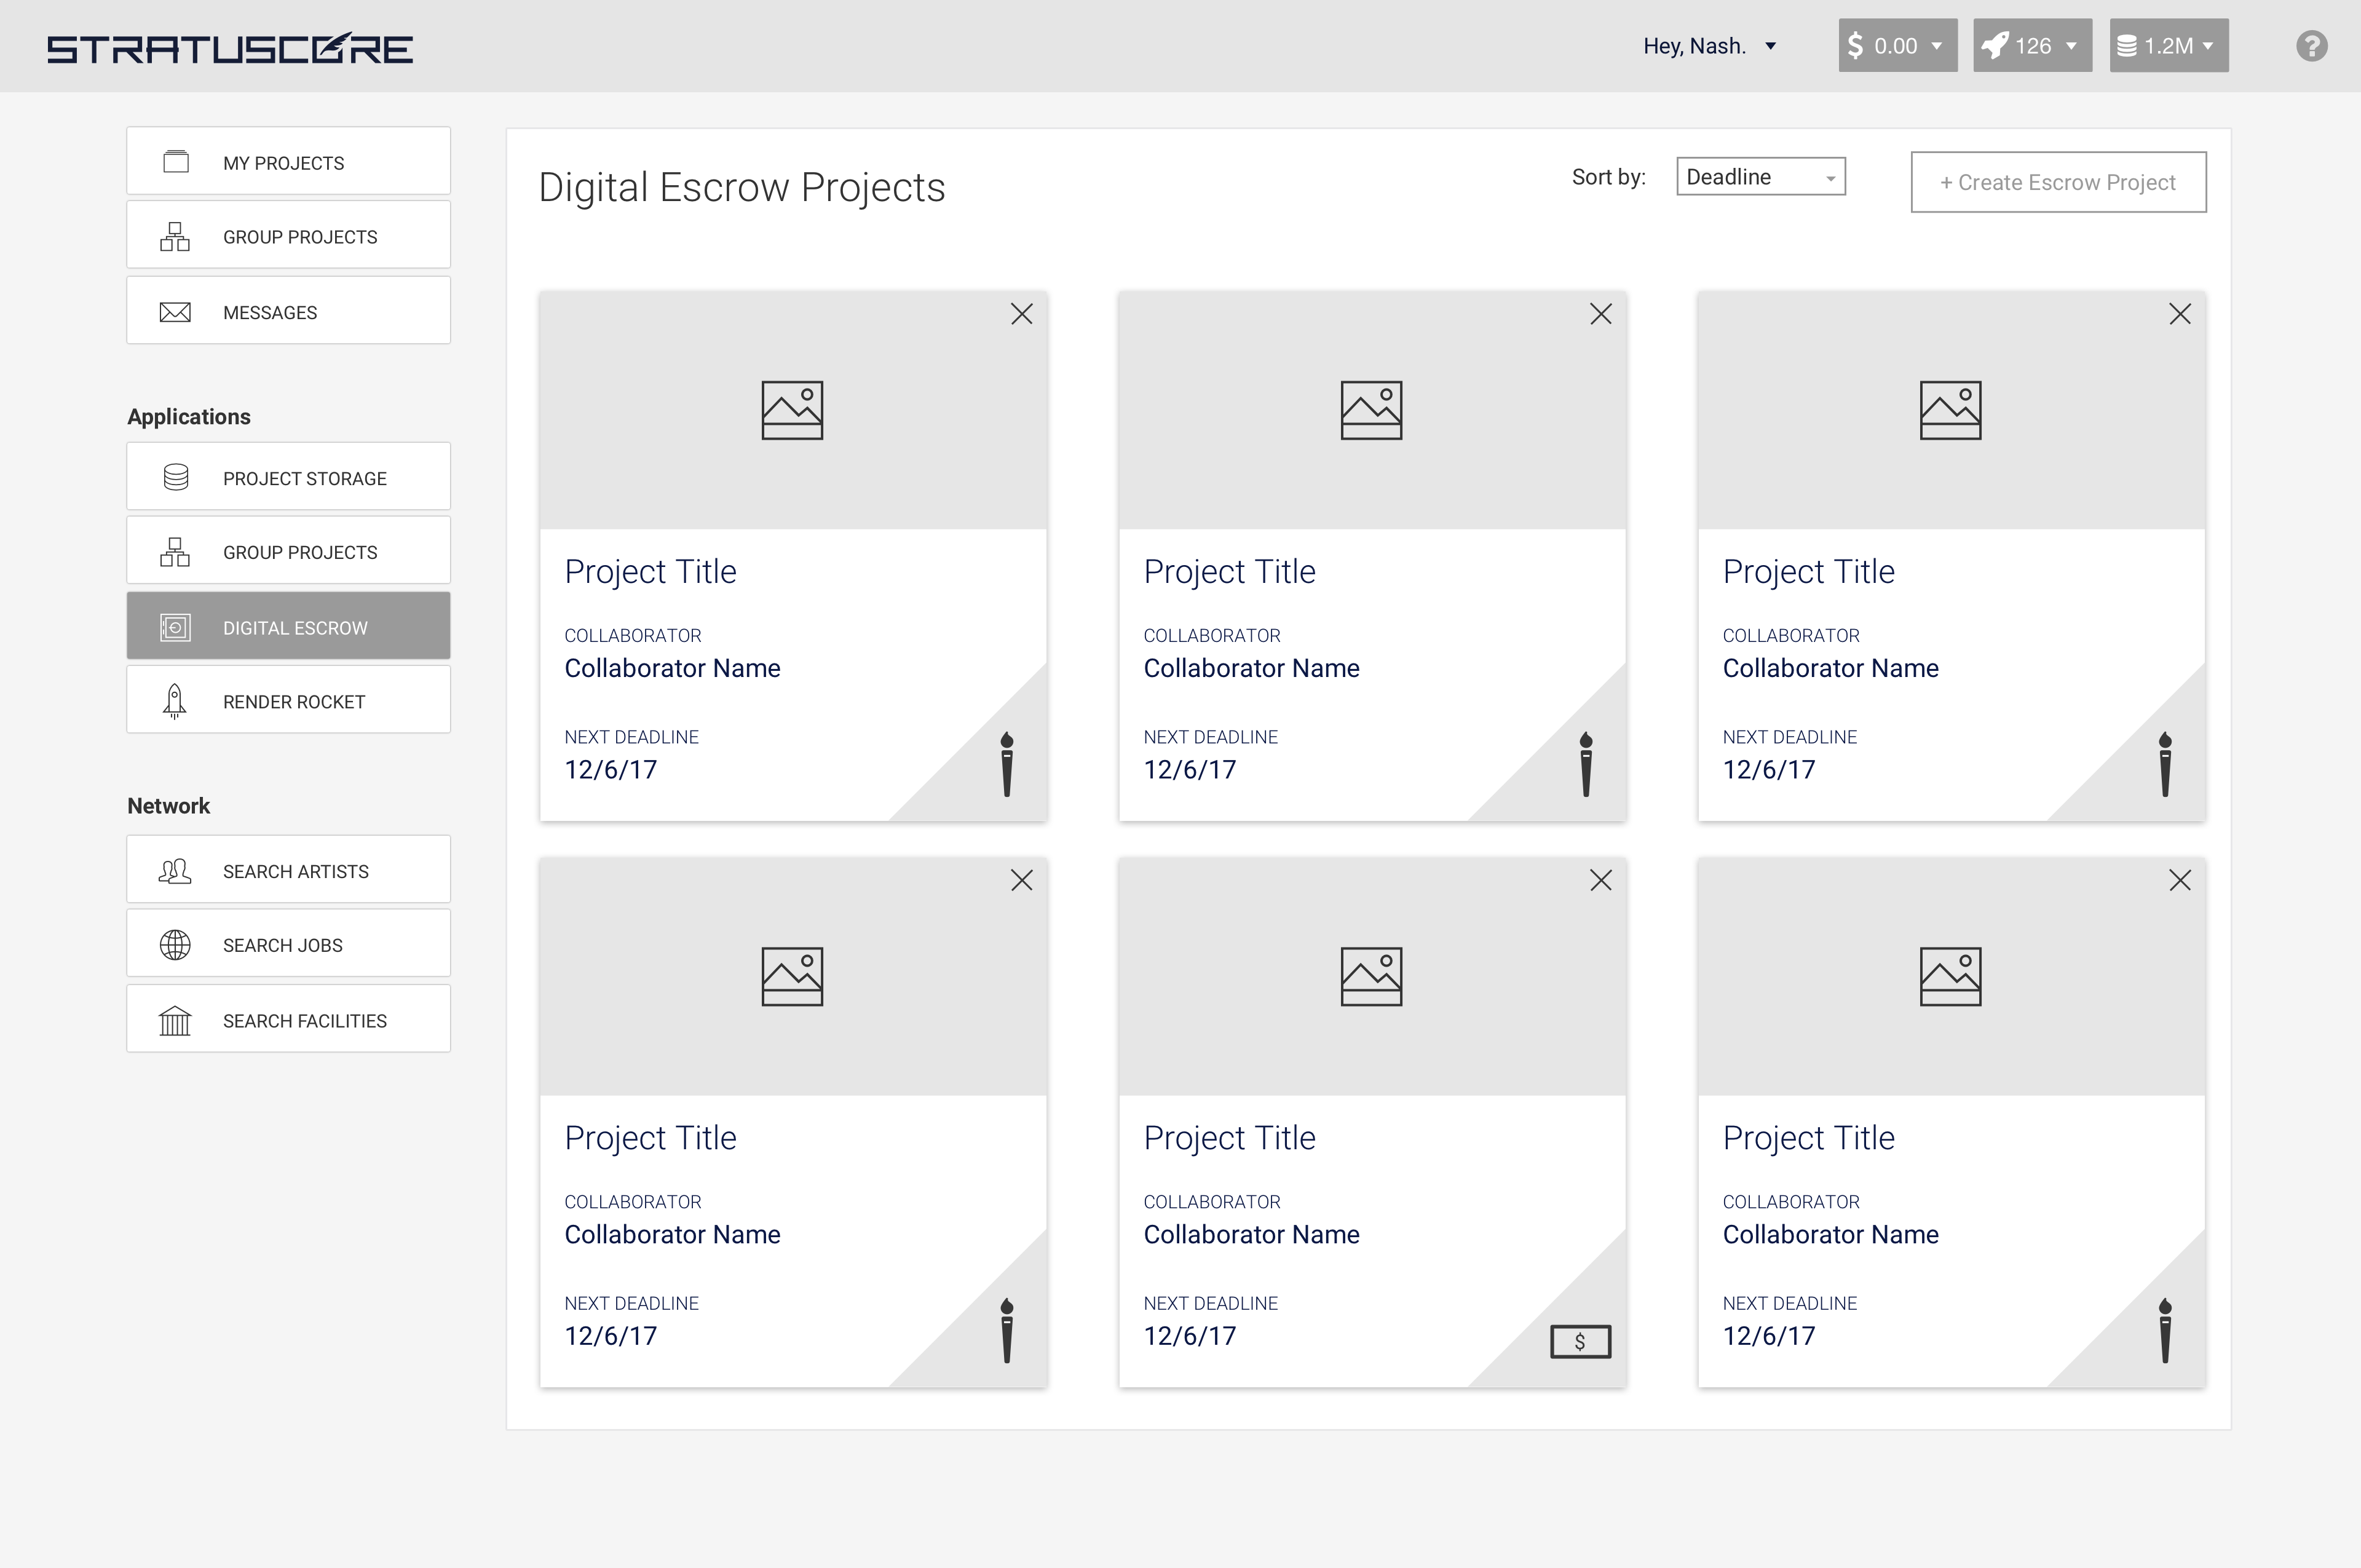 STRATUSCORE
Hey, Nash.
$ 0.00
126
1.2M
?
MY PROJECTS
GROUP PROJECTS
MESSAGES
Applications
PROJECT STORAGE
GROUP PROJECTS
DIGITAL ESCROW
RENDER ROCKET
Network
SEARCH ARTISTS
SEARCH JOBS
SEARCH FACILITIES
Digital Escrow Projects
Sort by:
Deadline
+ Create Escrow Project
Project Title
COLLABORATOR
Collaborator Name
NEXT DEADLINE
12/6/17
Project Title
COLLABORATOR
Collaborator Name
NEXT DEADLINE
12/6/17
Project Title
COLLABORATOR
Collaborator Name
NEXT DEADLINE
12/6/17
Project Title
COLLABORATOR
Collaborator Name
NEXT DEADLINE
12/6/17
Project Title
COLLABORATOR
Collaborator Name
NEXT DEADLINE
12/6/17
$
Project Title
COLLABORATOR
Collaborator Name
NEXT DEADLINE
12/6/17